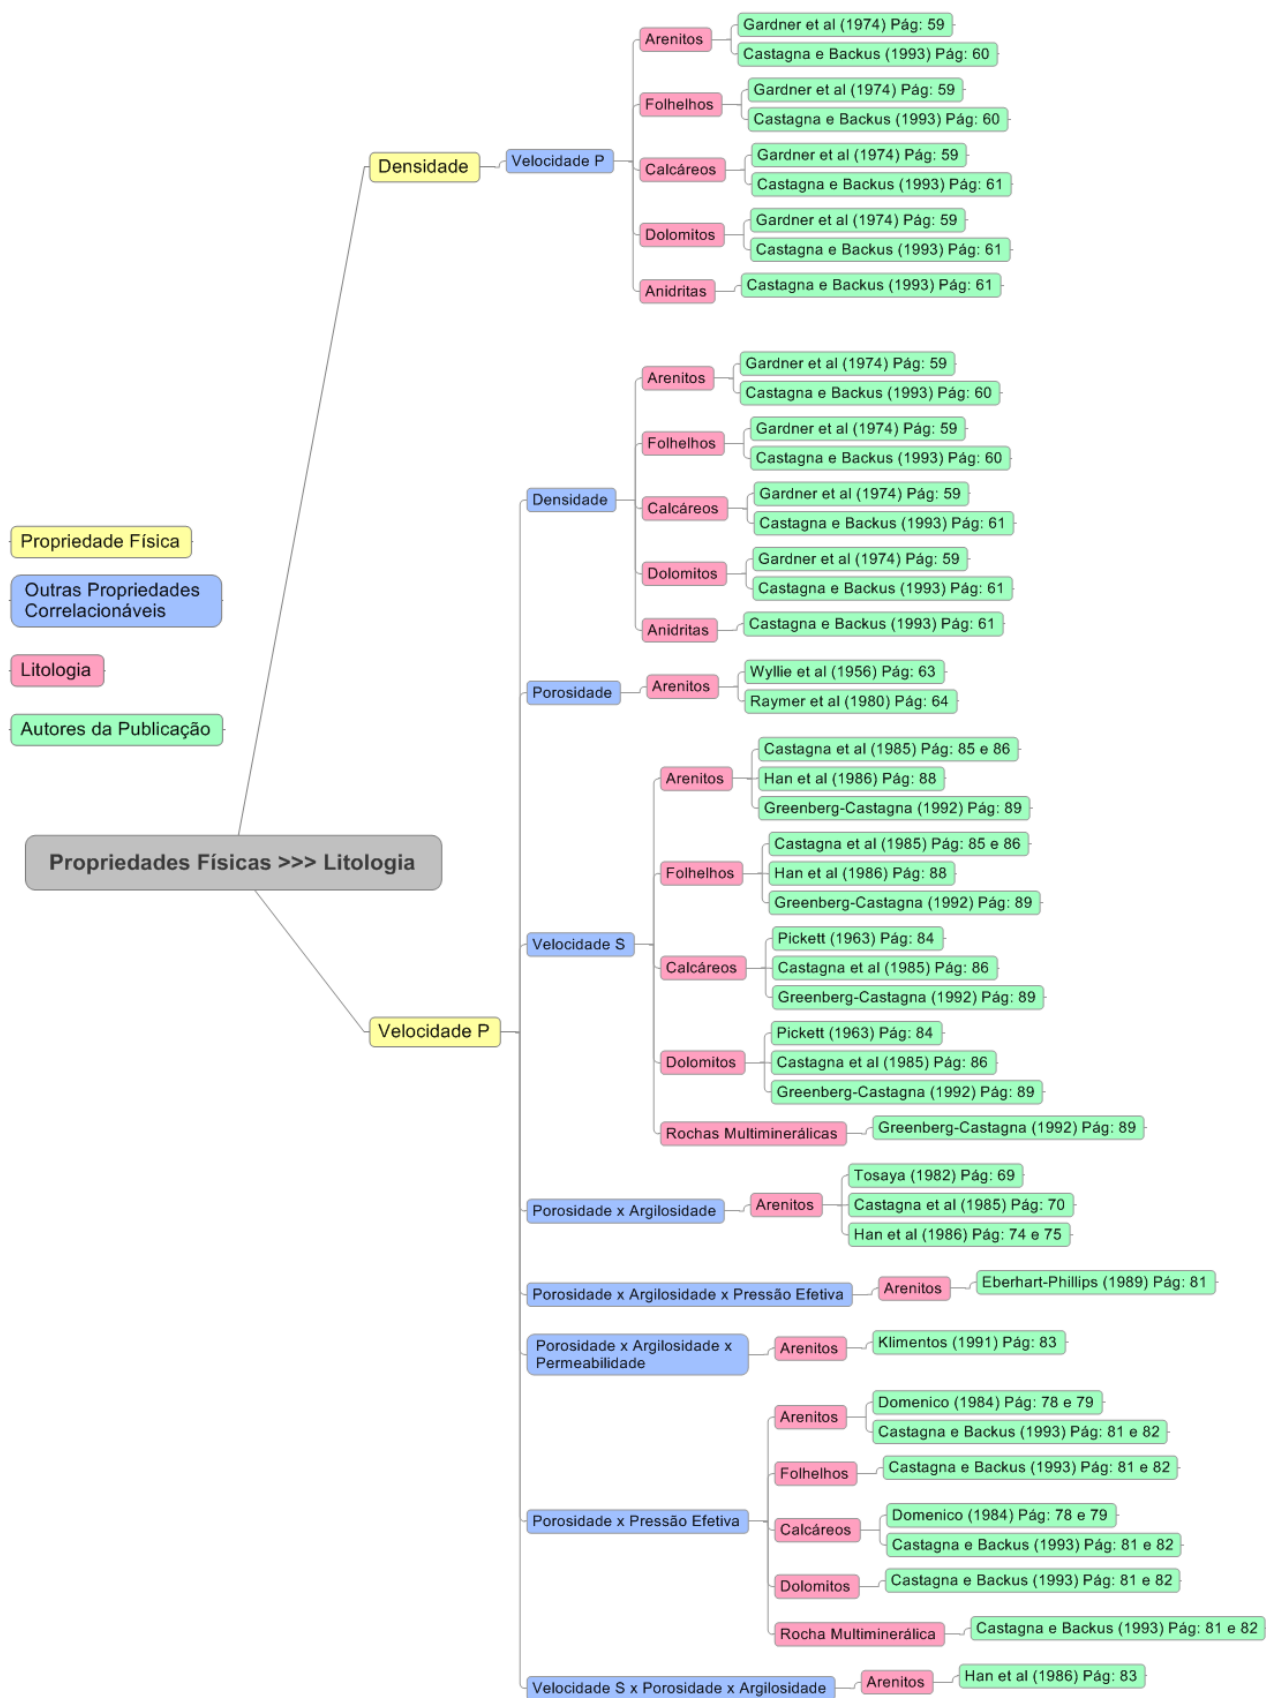 Propriedade Física
Outras Propriedades
Correlacionáveis
Litologia
Autores da Publicação
Propriedades Físicas >>> Litologia
Densidade
Velocidade P
Arenitos
Gardner et al (1974) Pág: 59
Castagna e Backus (1993) Pág: 60
Folhelhos
Gardner et al (1974) Pág: 59
Castagna e Backus (1993) Pág: 60
Calcáreos
Gardner et al (1974) Pág: 59
Castagna e Backus (1993) Pág: 61
Dolomitos
Gardner et al (1974) Pág: 59
Castagna e Backus (1993) Pág: 61
Anidritas
Castagna e Backus (1993) Pág: 61
Velocidade P
Densidade
Arenitos
Gardner et al (1974) Pág: 59
Castagna e Backus (1993) Pág: 60
Folhelhos
Gardner et al (1974) Pág: 59
Castagna e Backus (1993) Pág: 60
Calcáreos
Gardner et al (1974) Pág: 59
Castagna e Backus (1993) Pág: 61
Dolomitos
Gardner et al (1974) Pág: 59
Castagna e Backus (1993) Pág: 61
Anidritas
Castagna e Backus (1993) Pág: 61
Porosidade
Arenitos
Wyllie et al (1956) Pág: 63
Raymer et al (1980) Pág: 64
Velocidade S
Arenitos
Castagna et al (1985) Pág: 85 e 86
Han et al (1986) Pág: 88
Greenberg-Castagna (1992) Pág: 89
Folhelhos
Castagna et al (1985) Pág: 85 e 86
Han et al (1986) Pág: 88
Greenberg-Castagna (1992) Pág: 89
Calcáreos
Pickett (1963) Pág: 84
Castagna et al (1985) Pág: 86
Greenberg-Castagna (1992) Pág: 89
Dolomitos
Pickett (1963) Pág: 84
Castagna et al (1985) Pág: 86
Greenberg-Castagna (1992) Pág: 89
Rochas Multiminerálicas
Greenberg-Castagna (1992) Pág: 89
Porosidade x Argilosidade
Arenitos
Tosaya (1982) Pág: 69
Castagna et al (1985) Pág: 70
Han et al (1986) Pág: 74 e 75
Porosidade x Argilosidade x Pressão Efetiva
Arenitos
Eberhart-Phillips (1989) Pág: 81
Porosidade x Argilosidade x
Permeabilidade
Arenitos
Klimentos (1991) Pág: 83
Porosidade x Pressão Efetiva
Arenitos
Domenico (1984) Pág: 78 e 79
Castagna e Backus (1993) Pág: 81 e 82
Folhelhos
Castagna e Backus (1993) Pág: 81 e 82
Calcáreos
Domenico (1984) Pág: 78 e 79
Castagna e Backus (1993) Pág: 81 e 82
Dolomitos
Castagna e Backus (1993) Pág: 81 e 82
Rocha Multiminerálica
Castagna e Backus (1993) Pág: 81 e 82
Velocidade S x Porosidade x Argilosidade
Arenitos
Han et al (1986) Pág: 83